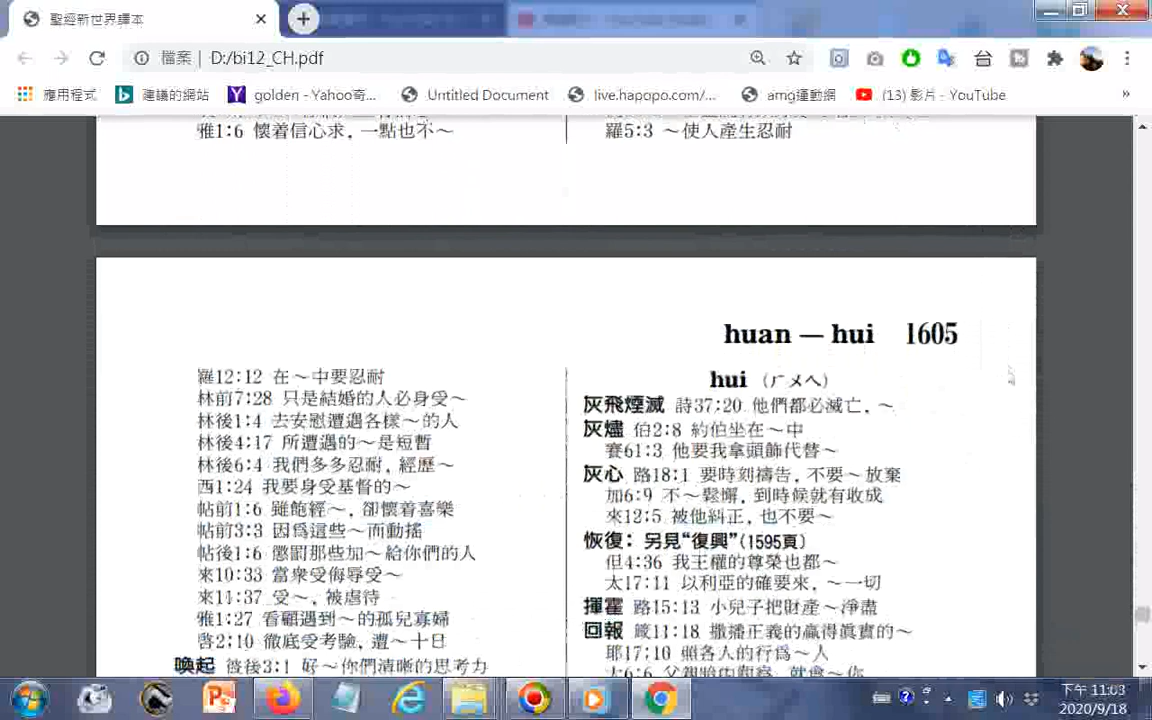 聖經新世界譯本
檔案 | D:/bi12_CH.pdf
應用程式 建議的網站 golden - Yahoo奇... Untitled Document live.hapopo.com/... amg運動網 (13) 影片 - YouTube »
雅1:6 懷着信心求，一點也不～
羅5:3 ～使人產生忍耐
huan — hui 1605
羅12:12 在～中要忍耐
林前7:28 只是結婚的人必身受～
林後1:4 去安慰遭遇各樣～的人
林後4:17 所遭遇的～是短暫
林後6:4 我們多多忍耐，經歷～
西1:24 我要身受基督的～
帖前1:6 雖飽經～，卻懷着喜樂
帖前3:3 因爲這些～而動搖
帖後1:6 懲罰那些加～給你們的人
來10:33 當衆受侮辱受～
來11:37 受～，被虐待
雅1:27 看顧遇到～的孤兒寡婦
啓2:10 徹底受考驗，遭～十日
喚起 彼後3:1 好～你們清晰的思考力
hui （ㄏㄨㄟ）
灰飛煙滅 詩37:20 他們都必滅亡，～
灰燼 伯2:8 約伯坐在～中
賽61:3 他要我拿頭飾代替～
灰心 路18:1 要時刻禱告，不要～放棄
加6:9 不～鬆懈，到時候就有收成
來12:5 被他糾正，也不要～
恢復：另見“復興”(1595頁)
但4:36 我王權的尊榮也都～
太17:11 以利亞的確要來，～一切
揮霍 路15:13 小兒子把財產～淨盡
回報 箴11:18 撒播正義的贏得眞實的～
耶17:10 照各人的行爲～人
太6:6 父親暗中觀察，就會～你
下午 11:03
2020/9/18